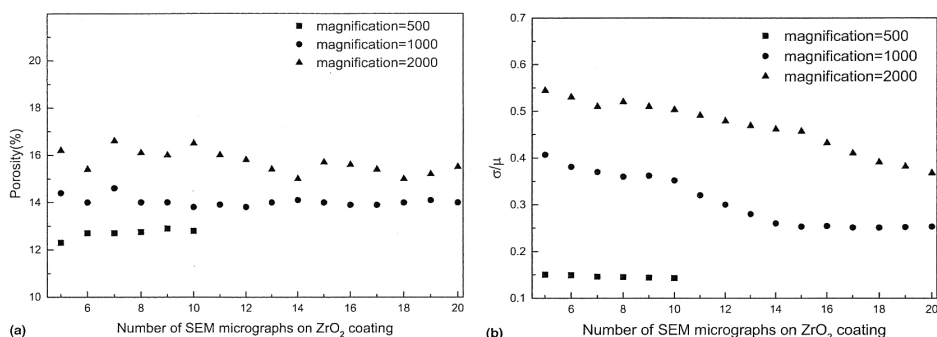 magnification=500
magnification=1000
magnification=2000
22
20
18
16
14
12
10
Porosity(%)
6 8 10 12 14 16 18 20
Number of SEM micrographs on ZrO2 coating
(a)
magnification=500
magnification=1000
magnification=2000
0.7
0.6
0.5
0.4
0.3
0.2
0.1
σ/μ
6 8 10 12 14 16 18 20
Number of SEM micrographs on ZrO2 coating
(b)